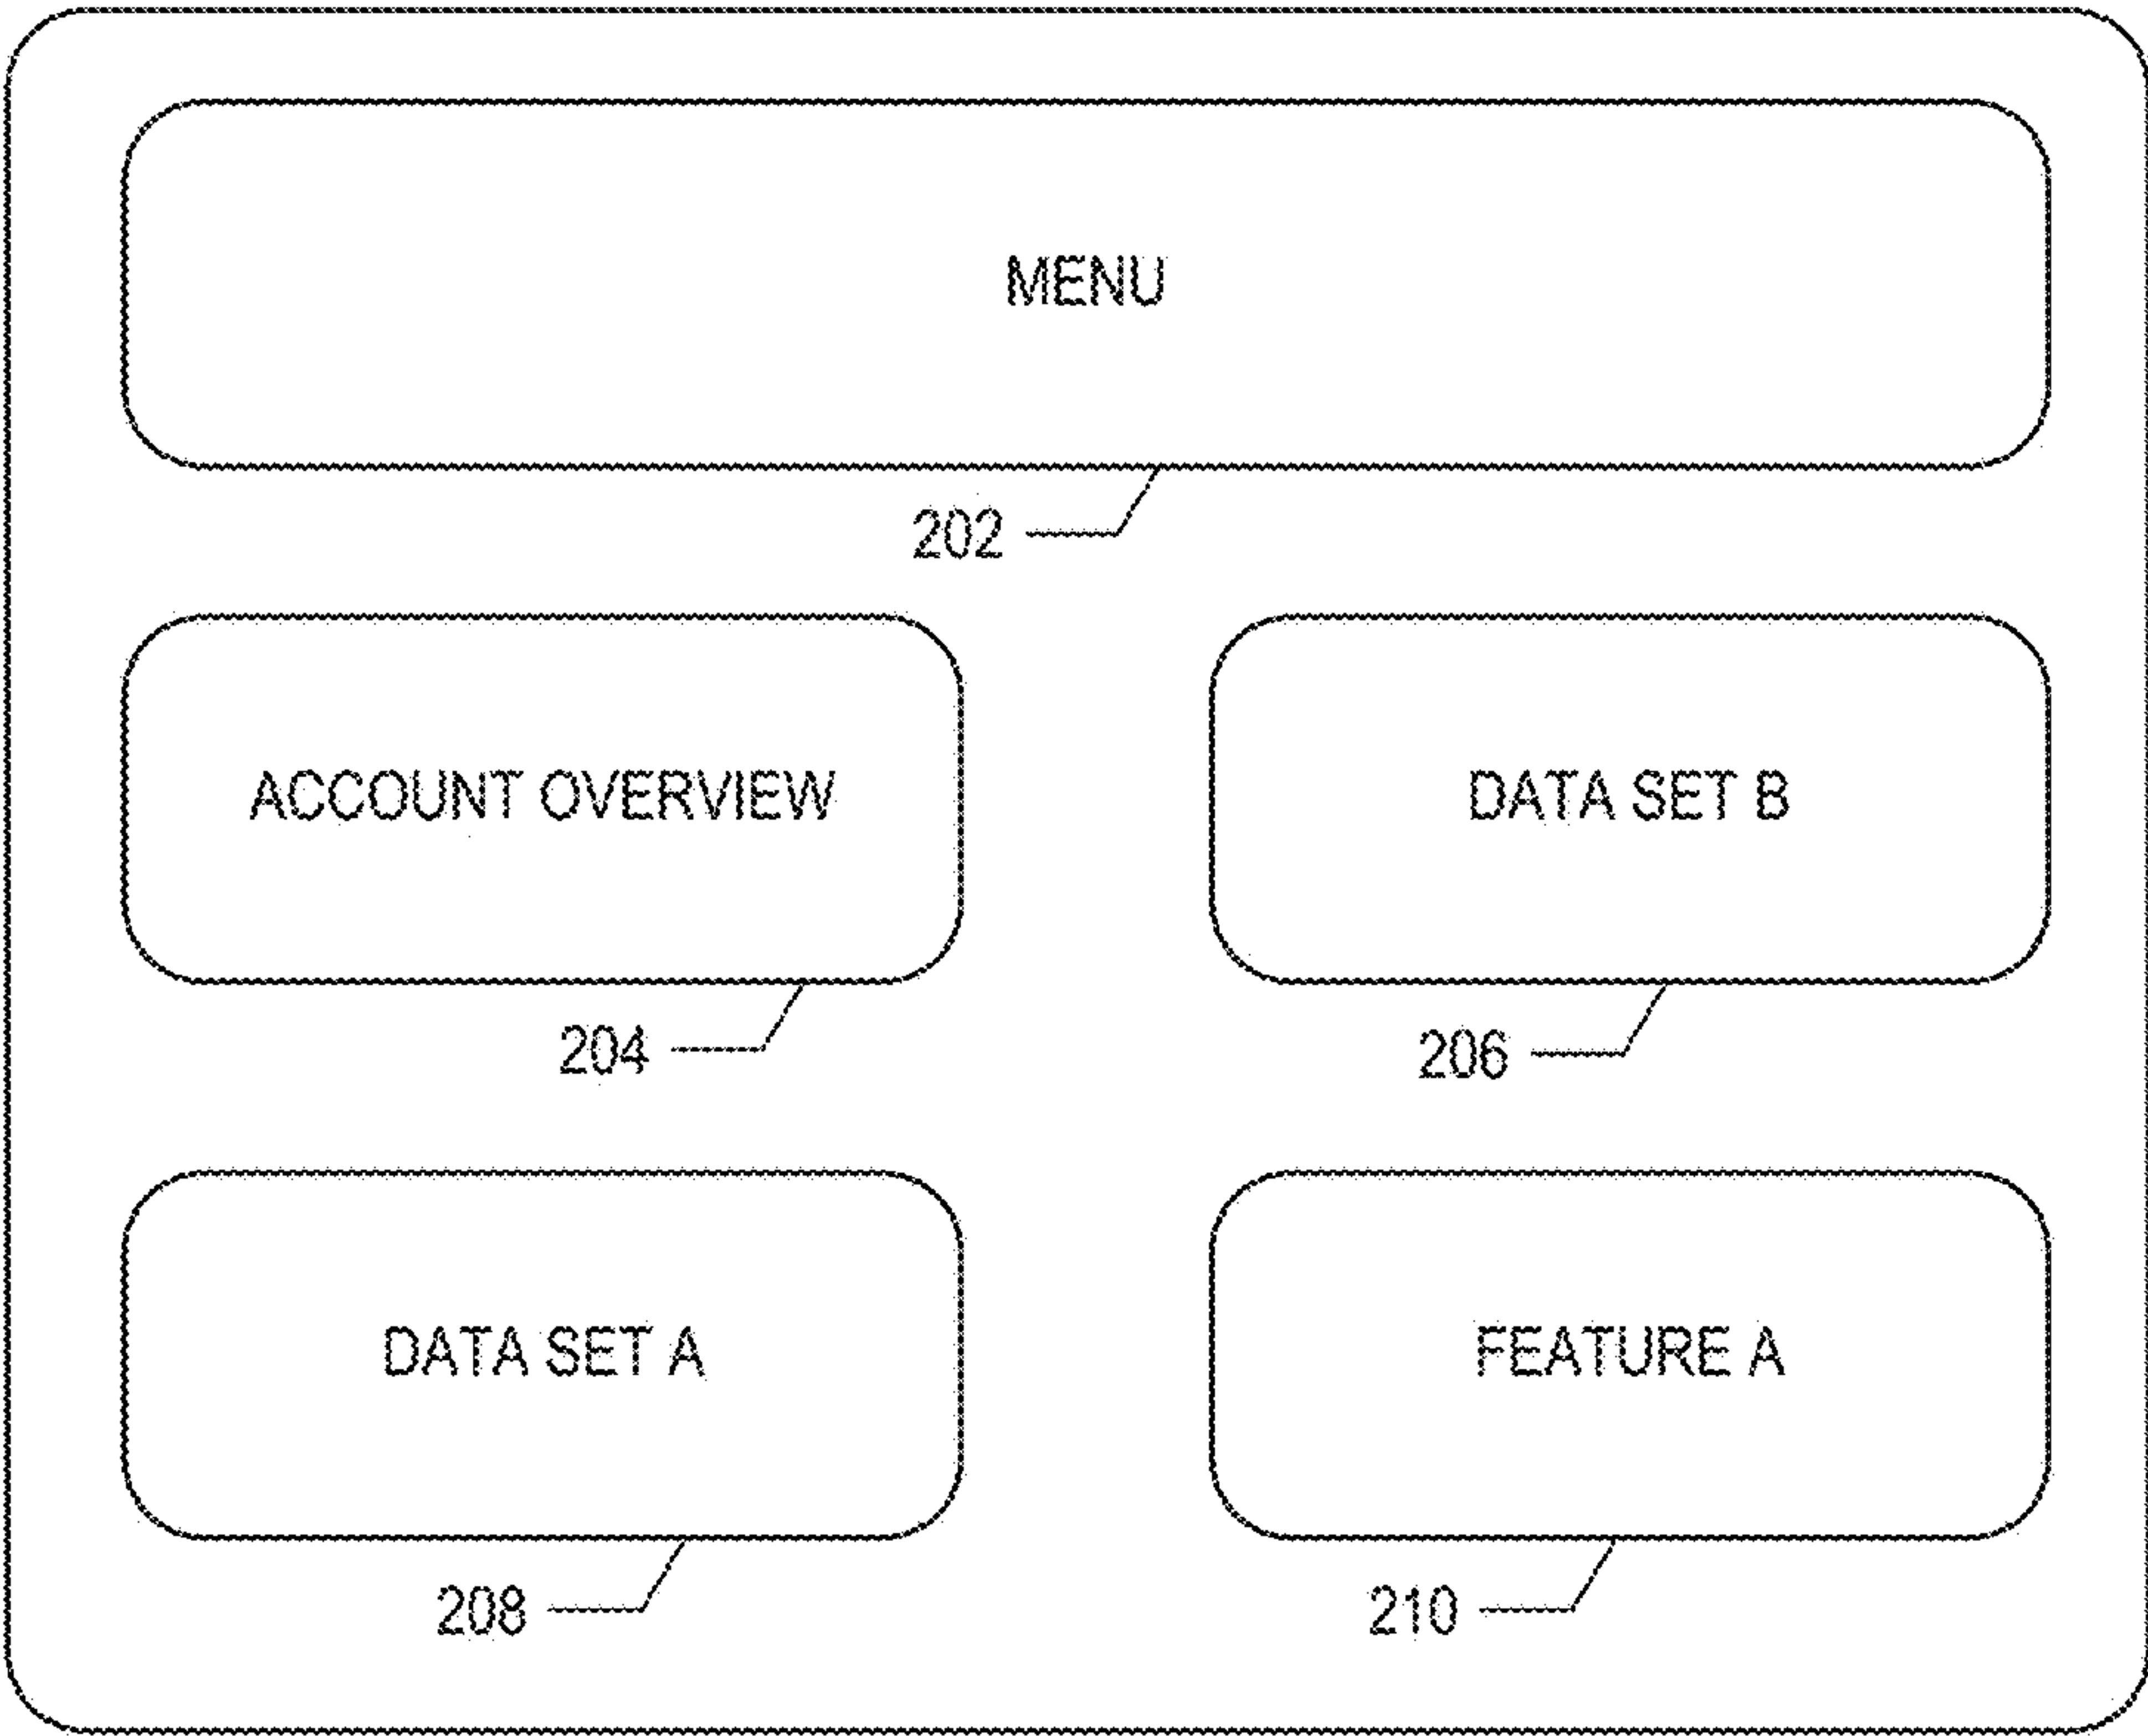 MENU
202
ACCOUNT OVERVIEW
DATA SET B
204
206
DATA SET A
FEATURE A
208
210